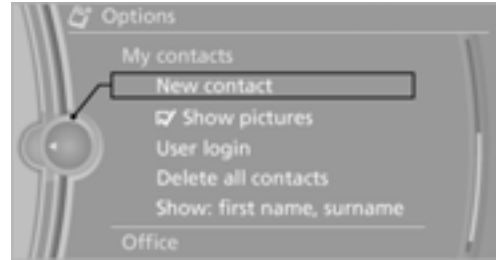 Options
My contacts
New contact
Show pictures
User login
Delete all contacts
Show: first name, surname
Office